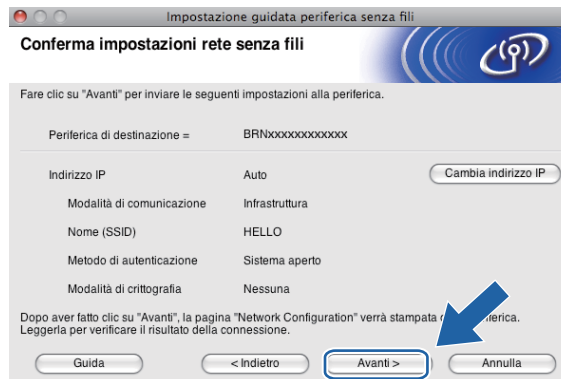 Impostazione guidata periferica senza fili
Conferma impostazioni rete senza fili
Fare clic su "Avanti" per inviare le seguenti impostazioni alla periferica.
Periferica di destinazione = BRNxxxxxxxxxxxx
Indirizzo IP Auto Cambia indirizzo IP
Modalità di comunicazione Infrastruttura
Nome (SSID) HELLO
Metodo di autenticazione Sistema aperto
Modalità di crittografia Nessuna
Dopo aver fatto clic su "Avanti", la pagina "Network Configuration" verrà stampata
Leggerla per verificare il risultato della connessione.
Guida < Indietro Avanti > Annulla